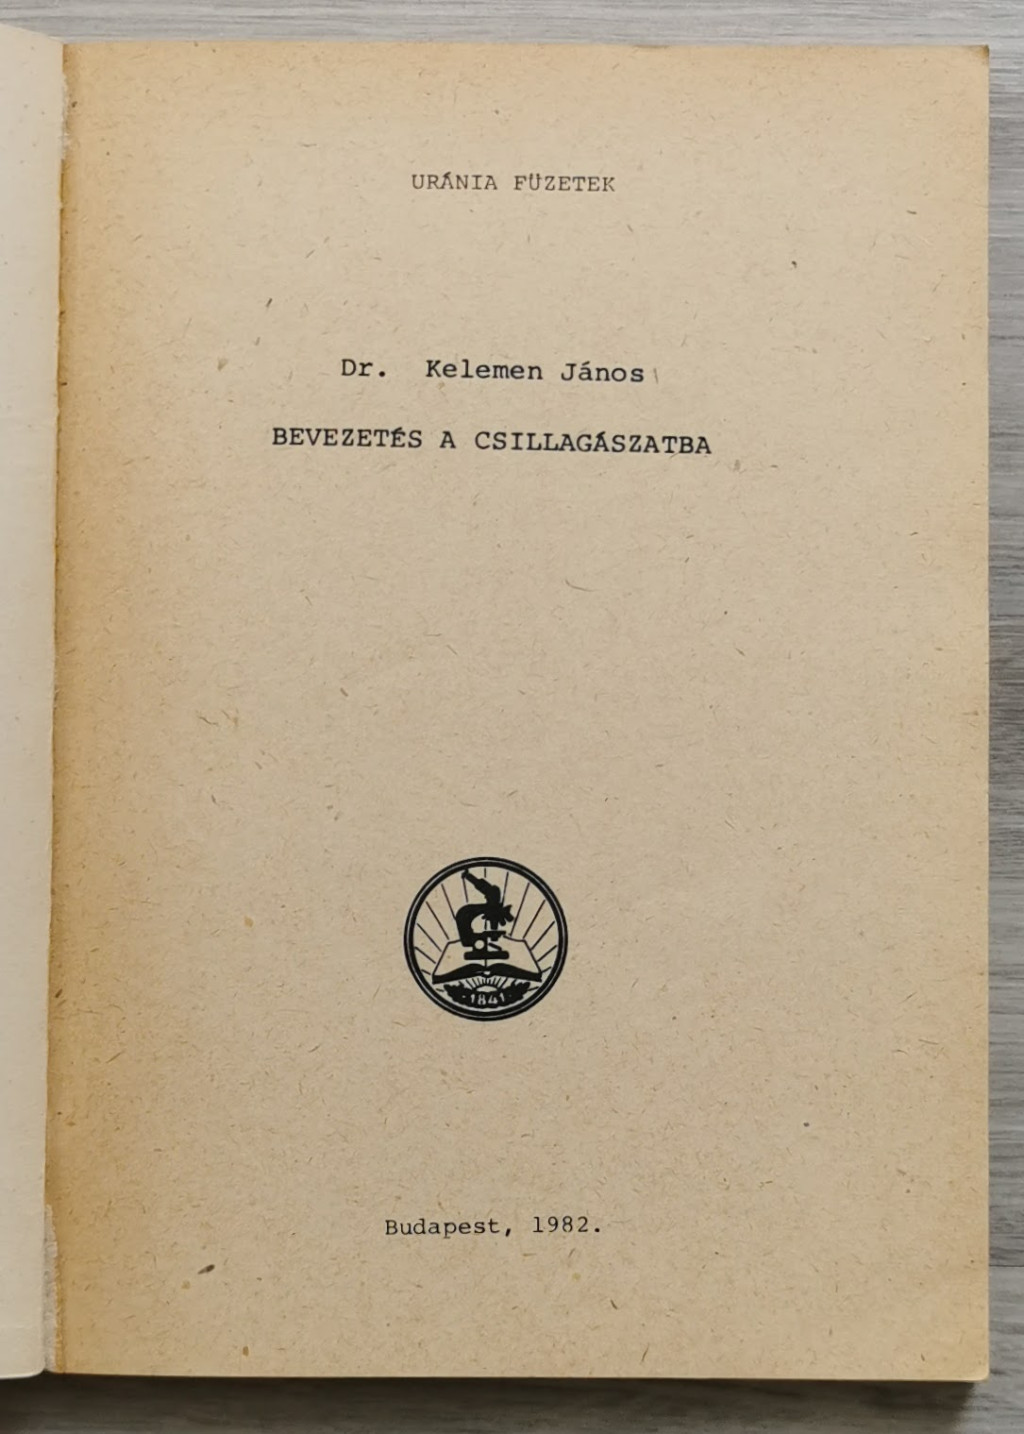 URÁNIA FÜZETEK
Dr. Kelemen János
BEVEZETÉS A CSILLAGÁSZATBA
·1841·
Budapest, 1982.